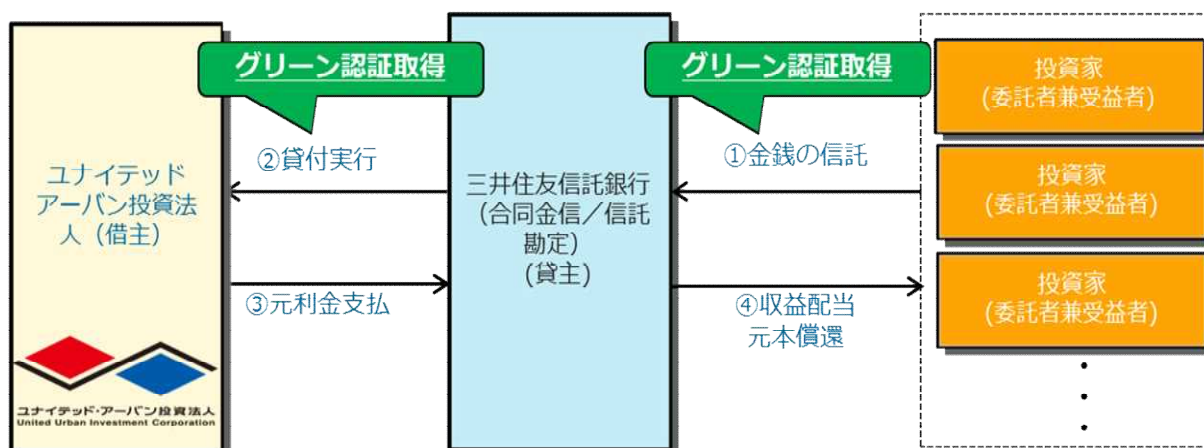 ユナイテッド
アーバン投資法
人（借主）
ユナイテッド・アーバン投資法人
United Urban Investment Corporation
グリーン認証取得
②貸付実行
③元利金支払
三井住友信託銀行
(合同金信／信託
勘定)
(貸主)
グリーン認証取得
①金銭の信託
④収益配当
元本償還
投資家
(委託者兼受益者)
投資家
(委託者兼受益者)
投資家
(委託者兼受益者)